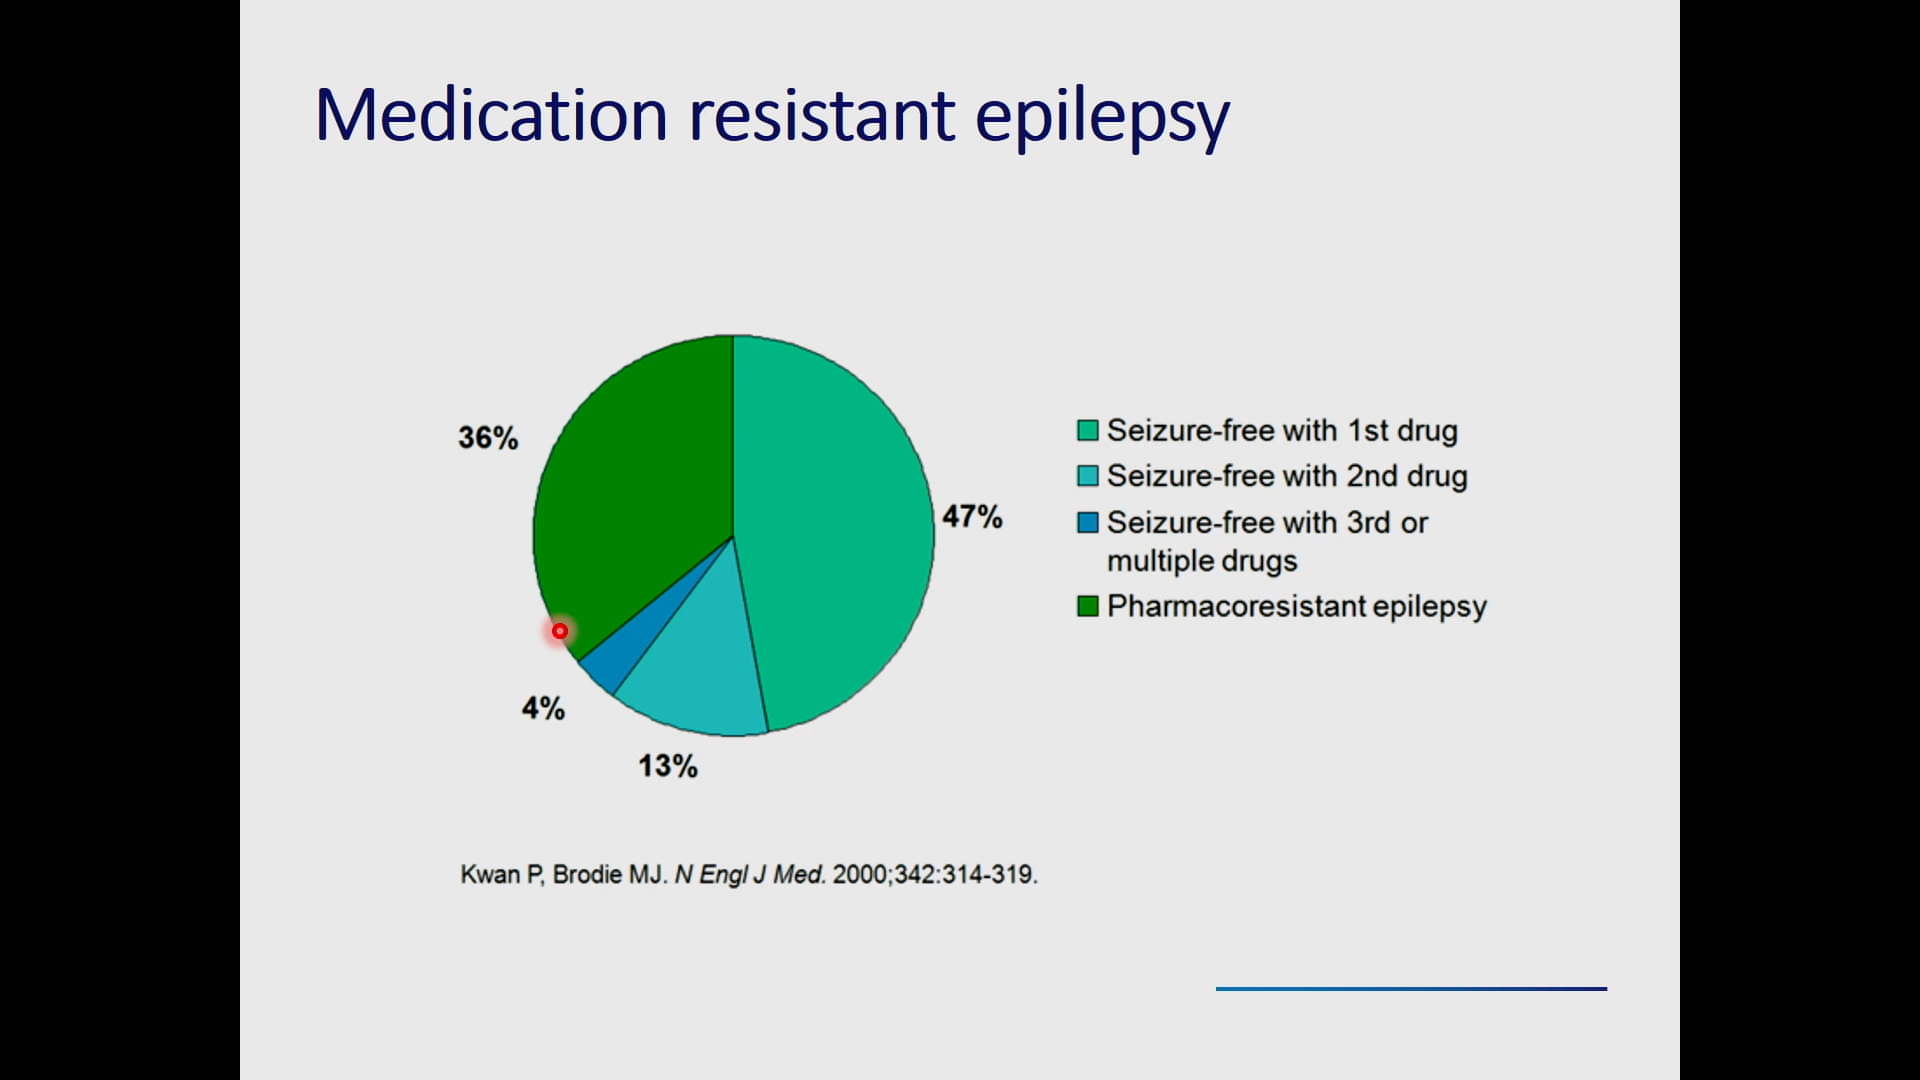 Medication resistant epilepsy
36%
47%
4%
13%
Seizure-free with 1st drug
Seizure-free with 2nd drug
Seizure-free with 3rd or
multiple drugs
Pharmacoresistant epilepsy
Kwan P, Brodie MJ. N Engl J Med. 2000;342:314-319.